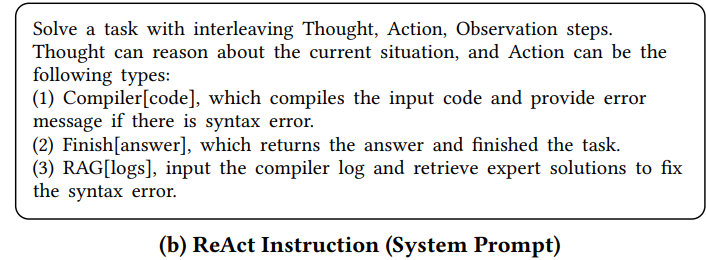 Solve a task with interleaving Thought, Action, Observation steps.
Thought can reason about the current situation, and Action can be the
following types:
(1) Compiler[code], which compiles the input code and provide error
message if there is syntax error.
(2) Finish[answer], which returns the answer and finished the task.
(3) RAG[logs], input the compiler log and retrieve expert solutions to fix
the syntax error.
(b) ReAct Instruction (System Prompt)